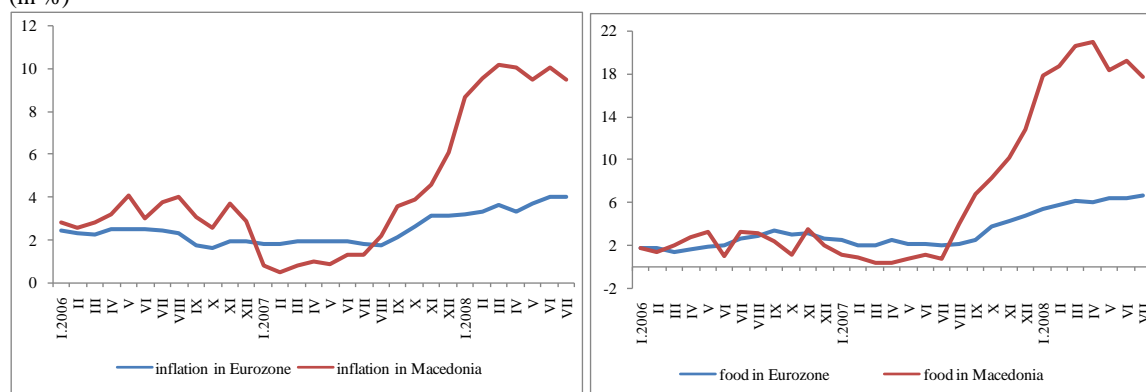 (in %)
12
10
8
6
4
2
0
I.2006 II III IV V VI VII VIII IX X XI XII I.2007 II III IV V VI VII VIII IX X XI XII I.2008 II III IV V VI VII
inflation in Eurozone inflation in Macedonia
22
18
14
10
6
2
-2
I.2006 II III IV V VI VII VIII IX X XI XII I.2007 II III IV V VI VII VIII IX X XI XII I.2008 II III IV V VI VII
food in Eurozone food in Macedonia